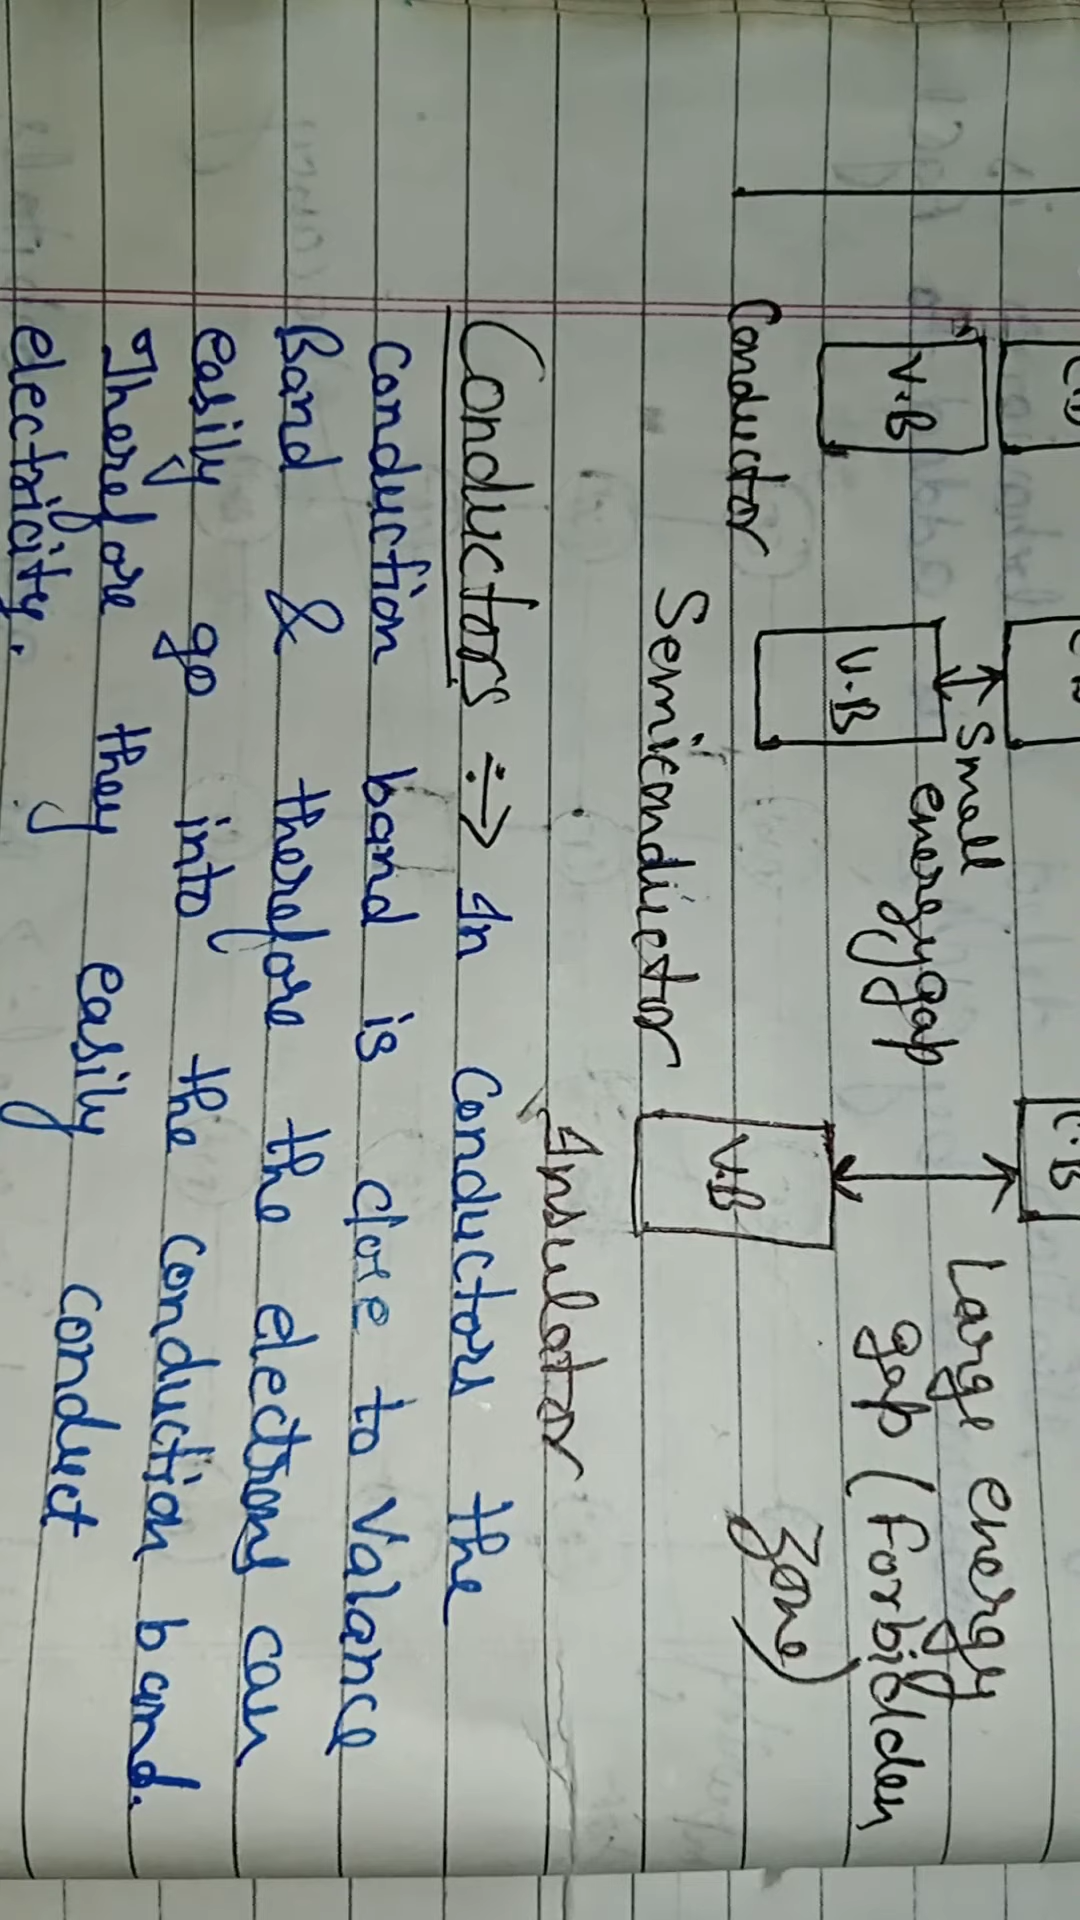 C.B
V.B
Small
energy gap
V.B
C.B
Large energy
gap (Forbidden
zone)
V.B
Conductor
Semiconductor
Insulator
Conductors ÷> In Conductors the
Conduction band is close to Valance
Band & therefore the electrons can
easily go into the Conduction band.
Therefore they easily Conduct
electricity.